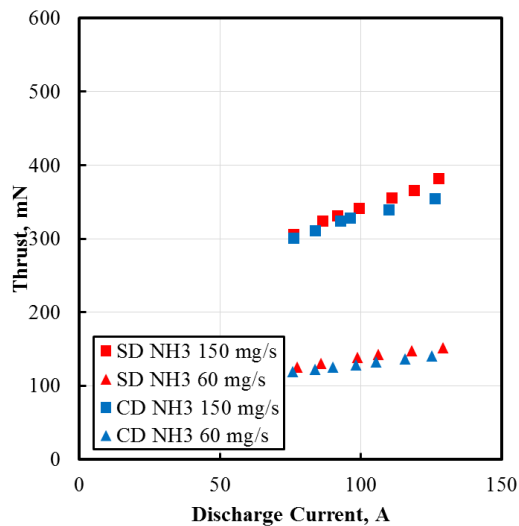 600
500
400
300
200
100
0
Thrust, mN
SD NH3 150 mg/s
SD NH3 60 mg/s
CD NH3 150 mg/s
CD NH3 60 mg/s
0 50 100 150
Discharge Current, A